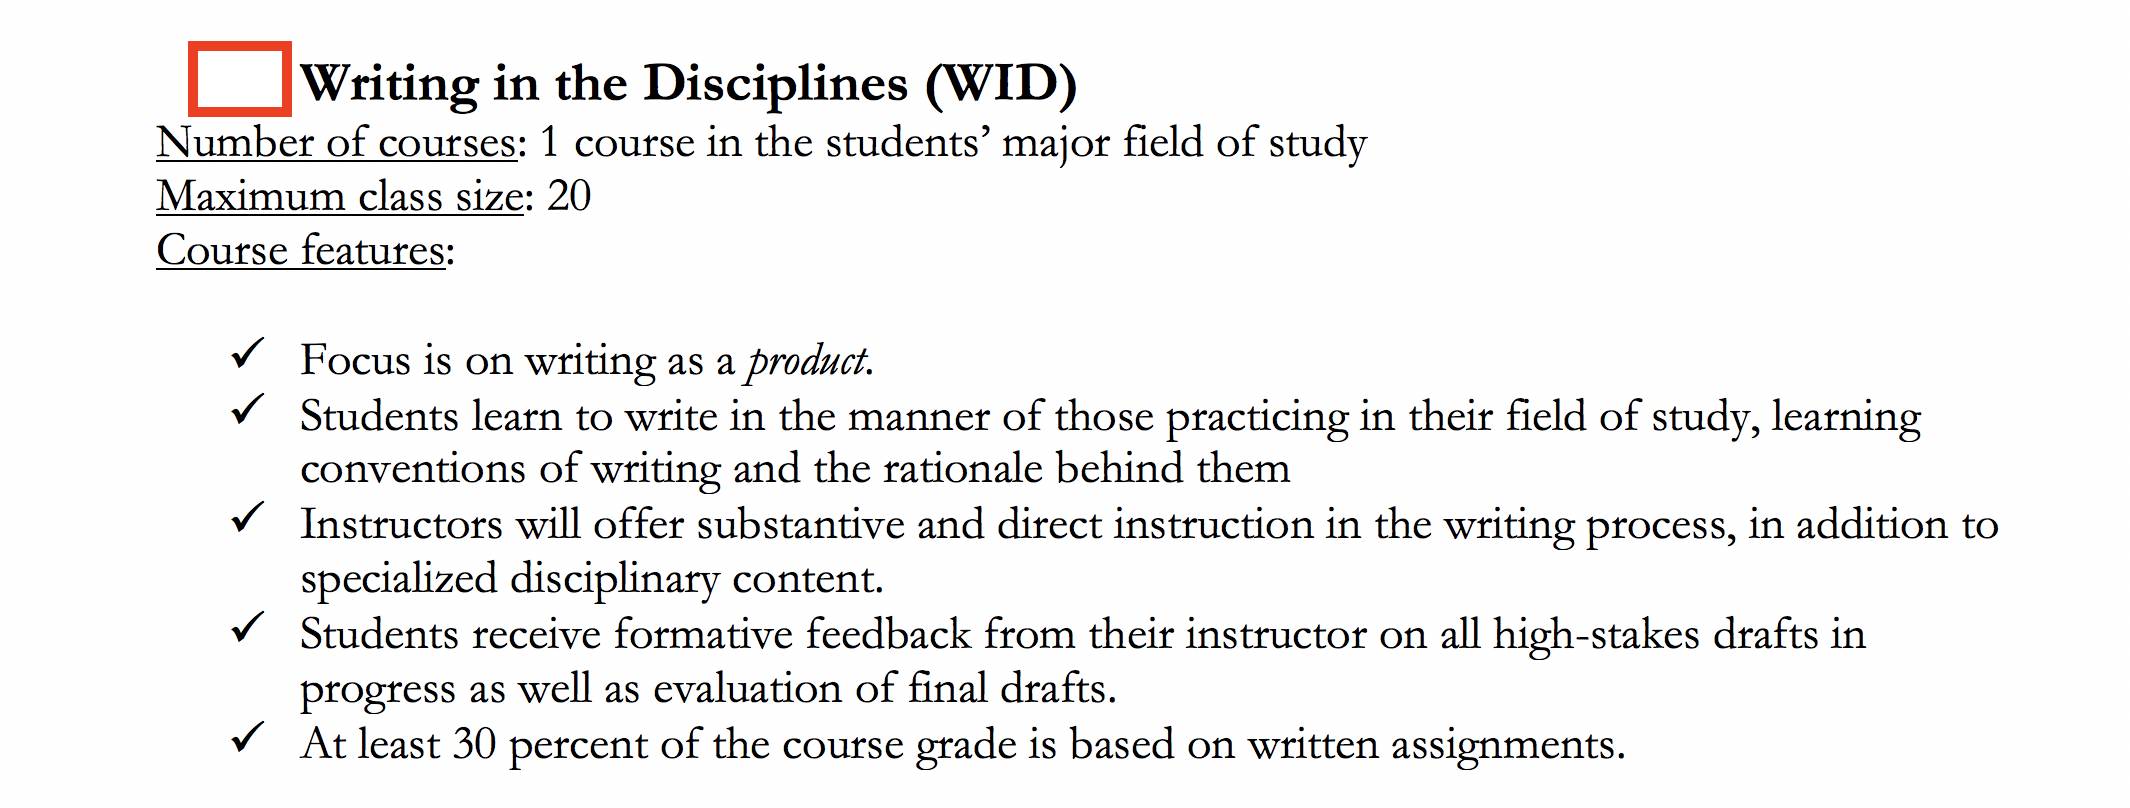 Writing in the Disciplines (WID)
Number of courses: 1 course in the students’ major field of study
Maximum class size: 20
Course features:
✓ Focus is on writing as a product.
✓ Students learn to write in the manner of those practicing in their field of study, learning
conventions of writing and the rationale behind them
✓ Instructors will offer substantive and direct instruction in the writing process, in addition to
specialized disciplinary content.
✓ Students receive formative feedback from their instructor on all high-stakes drafts in
progress as well as evaluation of final drafts.
✓ At least 30 percent of the course grade is based on written assignments.